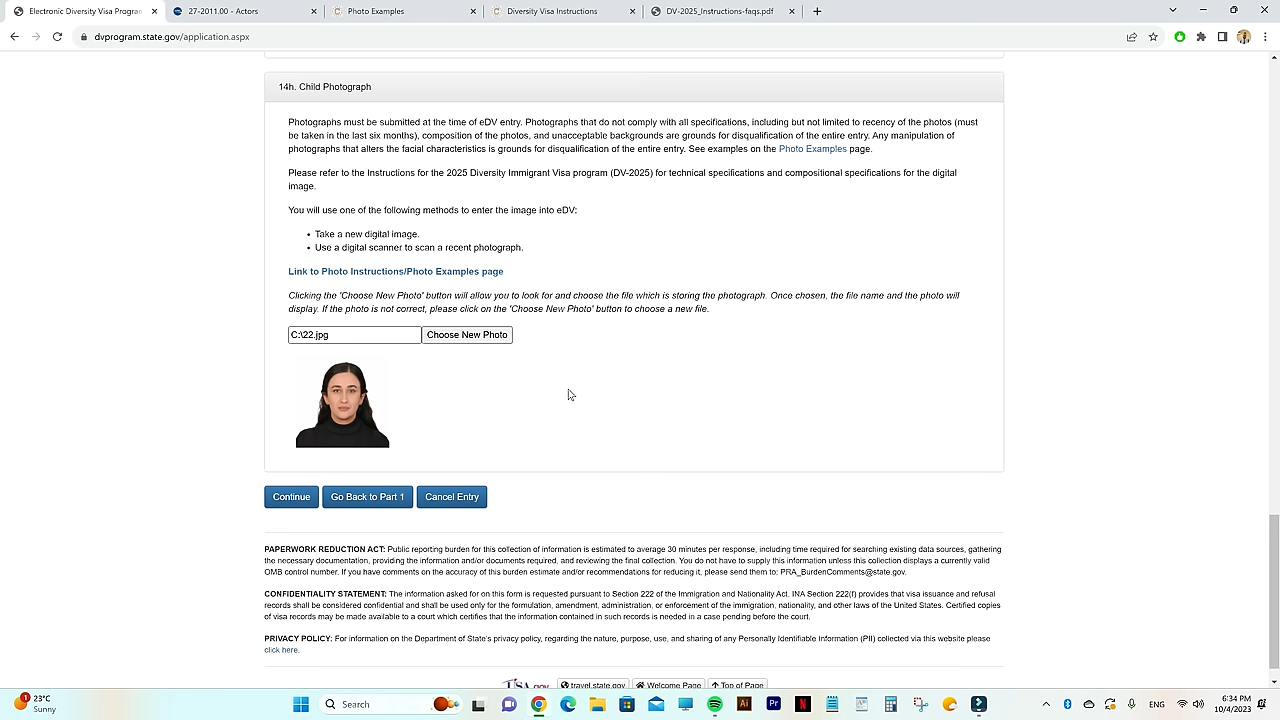 Electronic Diversity Visa Program
27-2011.00 - Actors
Photo Examples
Diversity Visa Instructions
DV-2025_Instructions-faqs.pdf
dvprogram.state.gov/application.aspx
14h. Child Photograph
Photographs must be submitted at the time of eDV entry. Photographs that do not comply with all specifications, including but not limited to recency of the photos (must
be taken in the last six months), composition of the photos, and unacceptable backgrounds are grounds for disqualification of the entire entry. Any manipulation of
photographs that alters the facial characteristics is grounds for disqualification of the entire entry. See examples on the Photo Examples page.
Please refer to the Instructions for the 2025 Diversity Immigrant Visa program (DV-2025) for technical specifications and compositional specifications for the digital
image.
You will use one of the following methods to enter the image into eDV:
• Take a new digital image.
• Use a digital scanner to scan a recent photograph.
Link to Photo Instructions/Photo Examples page
Clicking the 'Choose New Photo' button will allow you to look for and choose the file which is storing the photograph. Once chosen, the file name and the photo will
display. If the photo is not correct, please click on the 'Choose New Photo' button to choose a new file.
C:\22.jpg Choose New Photo
Continue Go Back to Part 1 Cancel Entry
PAPERWORK REDUCTION ACT: Public reporting burden for this collection of information is estimated to average 30 minutes per response, including time required for searching existing data sources, gathering
the necessary documentation, providing the information and/or documents required, and reviewing the final collection. You do not have to supply this information unless this collection displays a currently valid
OMB control number. If you have comments on the accuracy of this burden estimate and/or recommendations for reducing it, please send them to: PRA_BurdenComments@state.gov.
CONFIDENTIALITY STATEMENT: The information asked for on this form is requested pursuant to Section 222 of the Immigration and Nationality Act. INA Section 222(f) provides that visa issuance and refusal
records shall be considered confidential and shall be used only for the formulation, amendment, administration, or enforcement of the immigration, nationality, and other laws of the United States. Certified copies
of visa records may be made available to a court which certifies that the information contained in such records is needed in a case pending before the court.
PRIVACY POLICY: For information on the Department of State's privacy policy, regarding the nature, purpose, use, and sharing of any Personally Identifiable Information (PII) collected via this website please
click here.
USA.gov travel.state.gov Welcome Page Top of Page
1 23°C
Sunny
Search
Ai
Pr
N
ENG
6:34 PM
10/4/2023